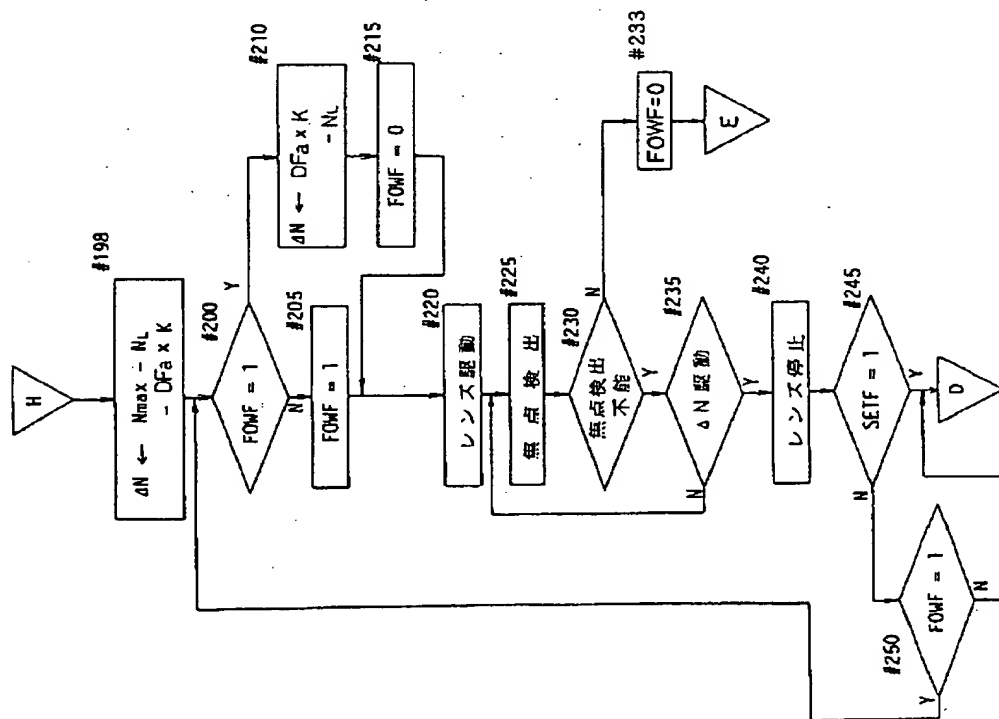 H
#198
ΔN ← Nmax - NL
- DFa × K
#200
FOWF = 1
Y
N
#210
ΔN ← DFa × K
- NL
#215
FOWF = 0
#205
FOWF = 1
#220
レンズ駆動
#225
焦点検出
#230
焦点検出
不能
N
Y
#233
FOWF=0
E
#235
ΔN駆動
N
Y
#240
レンズ停止
#245
SETF = 1
N
Y
D
#250
FOWF = 1
Y
N